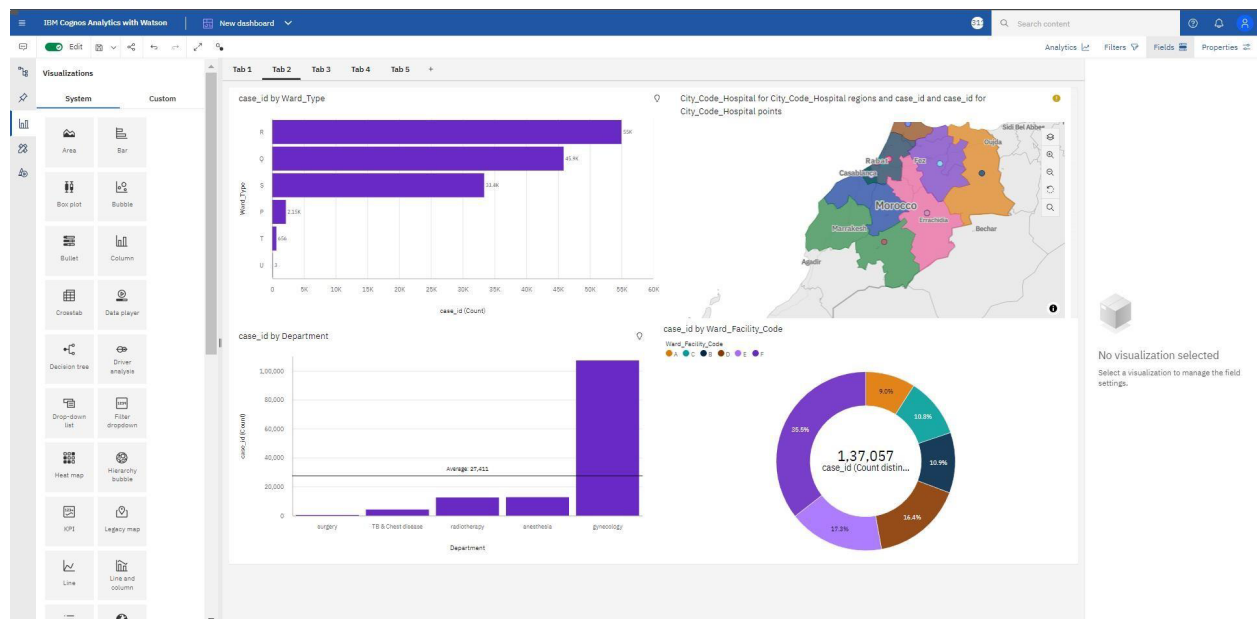 IBM Cognos Analytics with Watson
New dashboard
Search content
Edit
Analytics
Filters
Fields
Properties
Visualizations
System
Custom
Area
Bar
Box plot
Bubble
Bullet
Column
Crosstab
Data player
Decision tree
Driver analysis
Drop-down list
Filter dropdown
Heat map
Hierarchy bubble
KPI
Legacy map
Line
Line and column
Tab 1
Tab 2
Tab 3
Tab 4
Tab 5
+
case_id by Ward_Type
Ward_Type
R
Q
S
P
T
U
55K
45.9K
33.4K
2.15K
656
3
0
5K
10K
15K
20K
25K
30K
35K
40K
45K
50K
55K
60K
case_id (Count)
City_Code_Hospital for City_Code_Hospital regions and case_id and case_id for
City_Code_Hospital points
Sidi Bel Abbes
Oujda
Rabat
Fez
Casablanca
Morocco
Marrakesh
Errachidia
Bechar
Agadir
case_id by Department
case_id (Count)
1,00,000
80,000
60,000
40,000
20,000
0
Average: 27,411
surgery
TB & Chest disease
radiotherapy
anesthesia
gynecology
Department
case_id by Ward_Facility_Code
Ward_Facility_Code
A C B D E F
9.0%
10.8%
10.9%
16.4%
17.3%
35.5%
1,37,057
case_id (Count distin...
No visualization selected
Select a visualization to manage the field
settings.